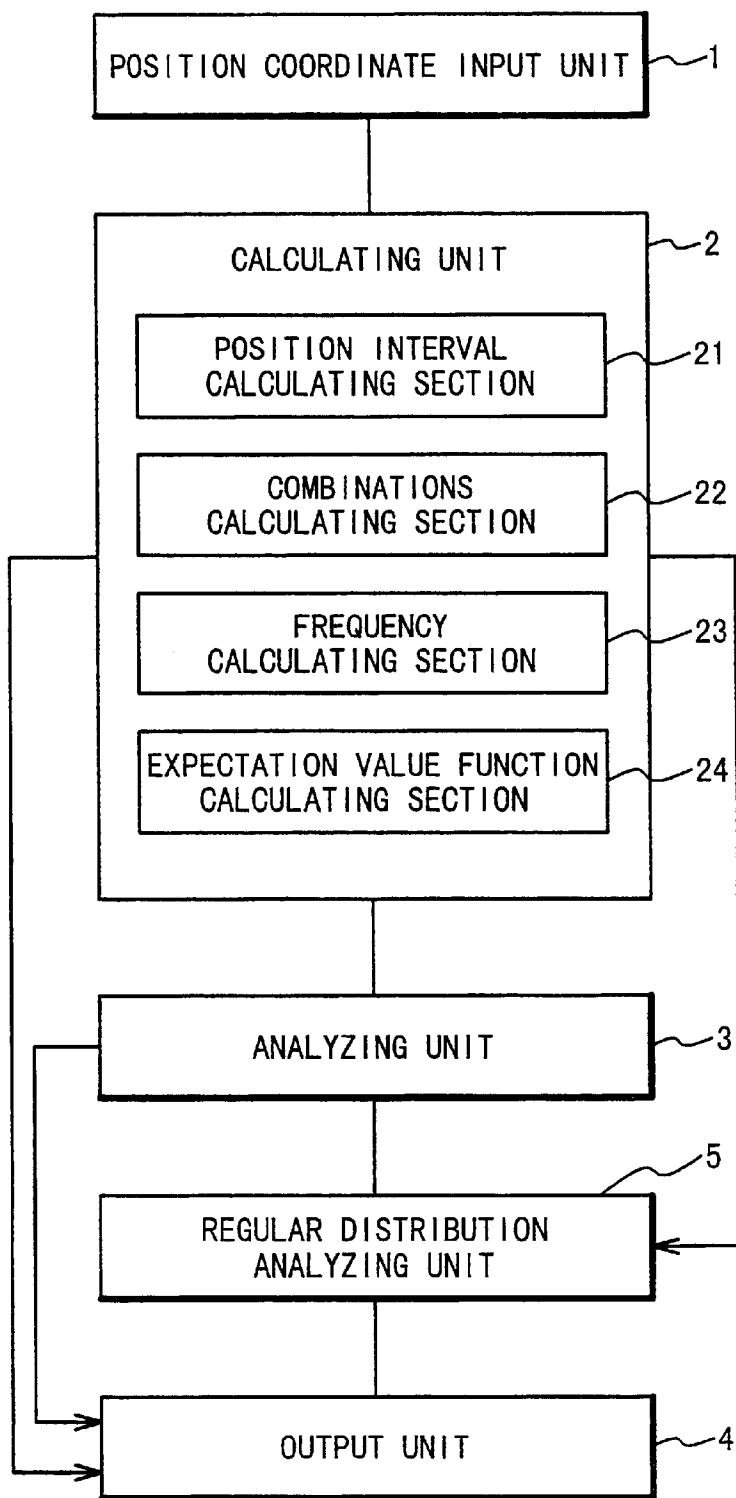 POSITION COORDINATE INPUT UNIT
1
CALCULATING UNIT
2
POSITION INTERVAL
CALCULATING SECTION
21
COMBINATIONS
CALCULATING SECTION
22
FREQUENCY
CALCULATING SECTION
23
EXPECTATION VALUE FUNCTION
CALCULATING SECTION
24
ANALYZING UNIT
3
5
REGULAR DISTRIBUTION
ANALYZING UNIT
OUTPUT UNIT
4